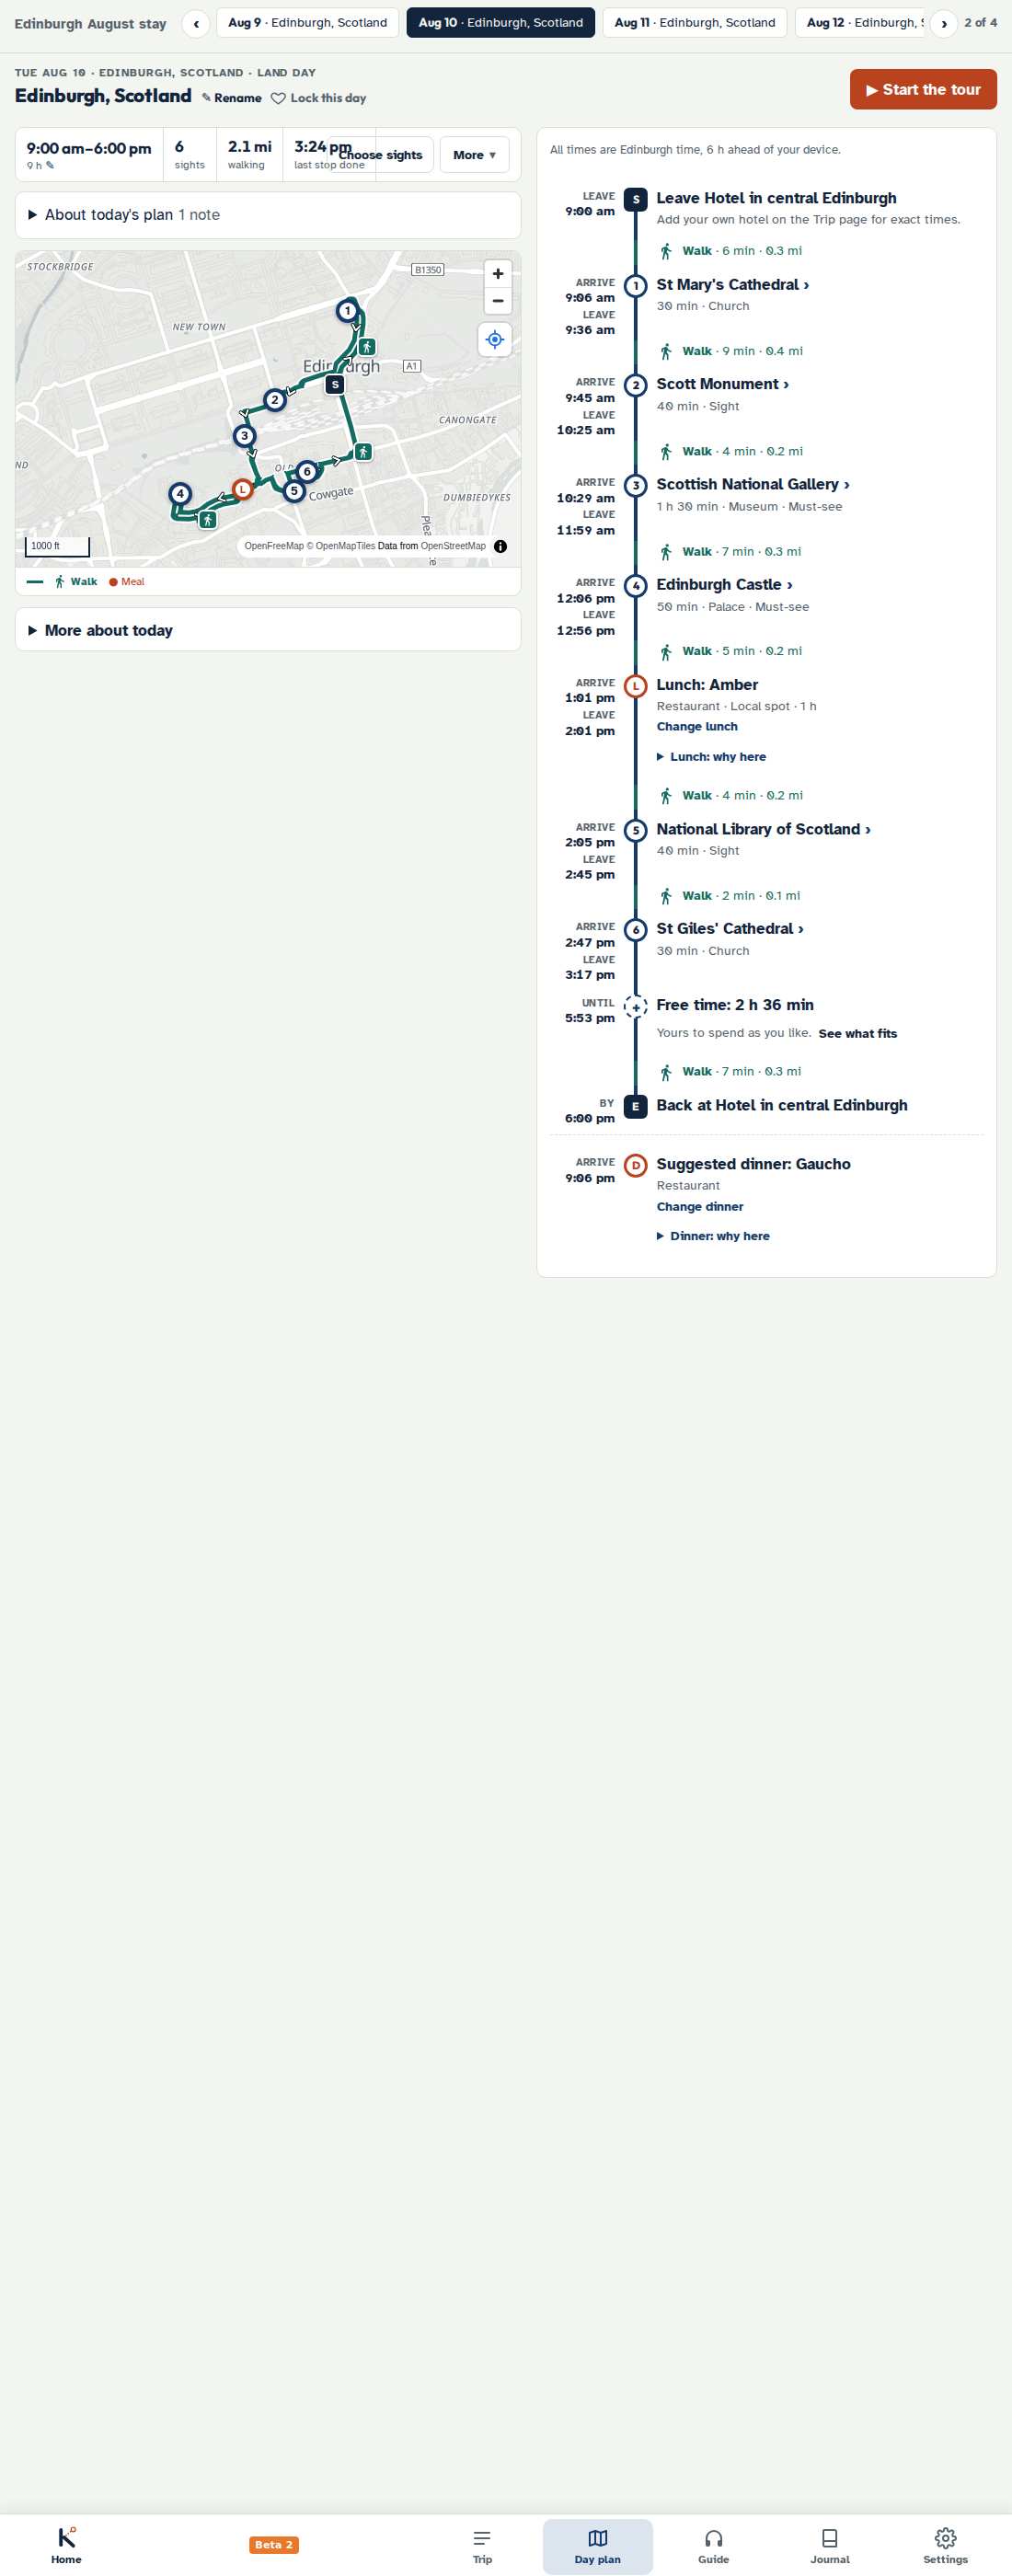 Edinburgh August stay
‹
Aug 9 · Edinburgh, Scotland
Aug 10 · Edinburgh, Scotland
Aug 11 · Edinburgh, Scotland
Aug 12 · Edinburgh, S
›
2 of 4
TUE AUG 10 · EDINBURGH, SCOTLAND · LAND DAY
Edinburgh, Scotland ✎ Rename Lock this day
▶ Start the tour
9:00 am–6:00 pm
9 h ✎
6
sights
2.1 mi
walking
3:24 pm
last stop done
Choose sights
More ▾
▶ About today's plan 1 note
STOCKBRIDGE
B1350
+
−
1
NEW TOWN
Edinburgh
A1
S
2
CANONGATE
3
ND
OLD
6
4
L
5
Cowgate
DUMBIEDYKES
Plea
e
1000 ft
OpenFreeMap © OpenMapTiles Data from OpenStreetMap
Walk
Meal
▶ More about today
All times are Edinburgh time, 6 h ahead of your device.
LEAVE
9:00 am
S
Leave Hotel in central Edinburgh
Add your own hotel on the Trip page for exact times.
Walk · 6 min · 0.3 mi
ARRIVE
9:06 am
LEAVE
9:36 am
1
St Mary's Cathedral ›
30 min · Church
Walk · 9 min · 0.4 mi
ARRIVE
9:45 am
LEAVE
10:25 am
2
Scott Monument ›
40 min · Sight
Walk · 4 min · 0.2 mi
ARRIVE
10:29 am
LEAVE
11:59 am
3
Scottish National Gallery ›
1 h 30 min · Museum · Must-see
Walk · 7 min · 0.3 mi
ARRIVE
12:06 pm
LEAVE
12:56 pm
4
Edinburgh Castle ›
50 min · Palace · Must-see
Walk · 5 min · 0.2 mi
ARRIVE
1:01 pm
LEAVE
2:01 pm
L
Lunch: Amber
Restaurant · Local spot · 1 h
Change lunch
▶ Lunch: why here
Walk · 4 min · 0.2 mi
ARRIVE
2:05 pm
LEAVE
2:45 pm
5
National Library of Scotland ›
40 min · Sight
Walk · 2 min · 0.1 mi
ARRIVE
2:47 pm
LEAVE
3:17 pm
6
St Giles' Cathedral ›
30 min · Church
UNTIL
5:53 pm
+
Free time: 2 h 36 min
Yours to spend as you like. See what fits
Walk · 7 min · 0.3 mi
BY
6:00 pm
E
Back at Hotel in central Edinburgh
ARRIVE
9:06 pm
D
Suggested dinner: Gaucho
Restaurant
Change dinner
▶ Dinner: why here
Home
Beta 2
Trip
Day plan
Guide
Journal
Settings